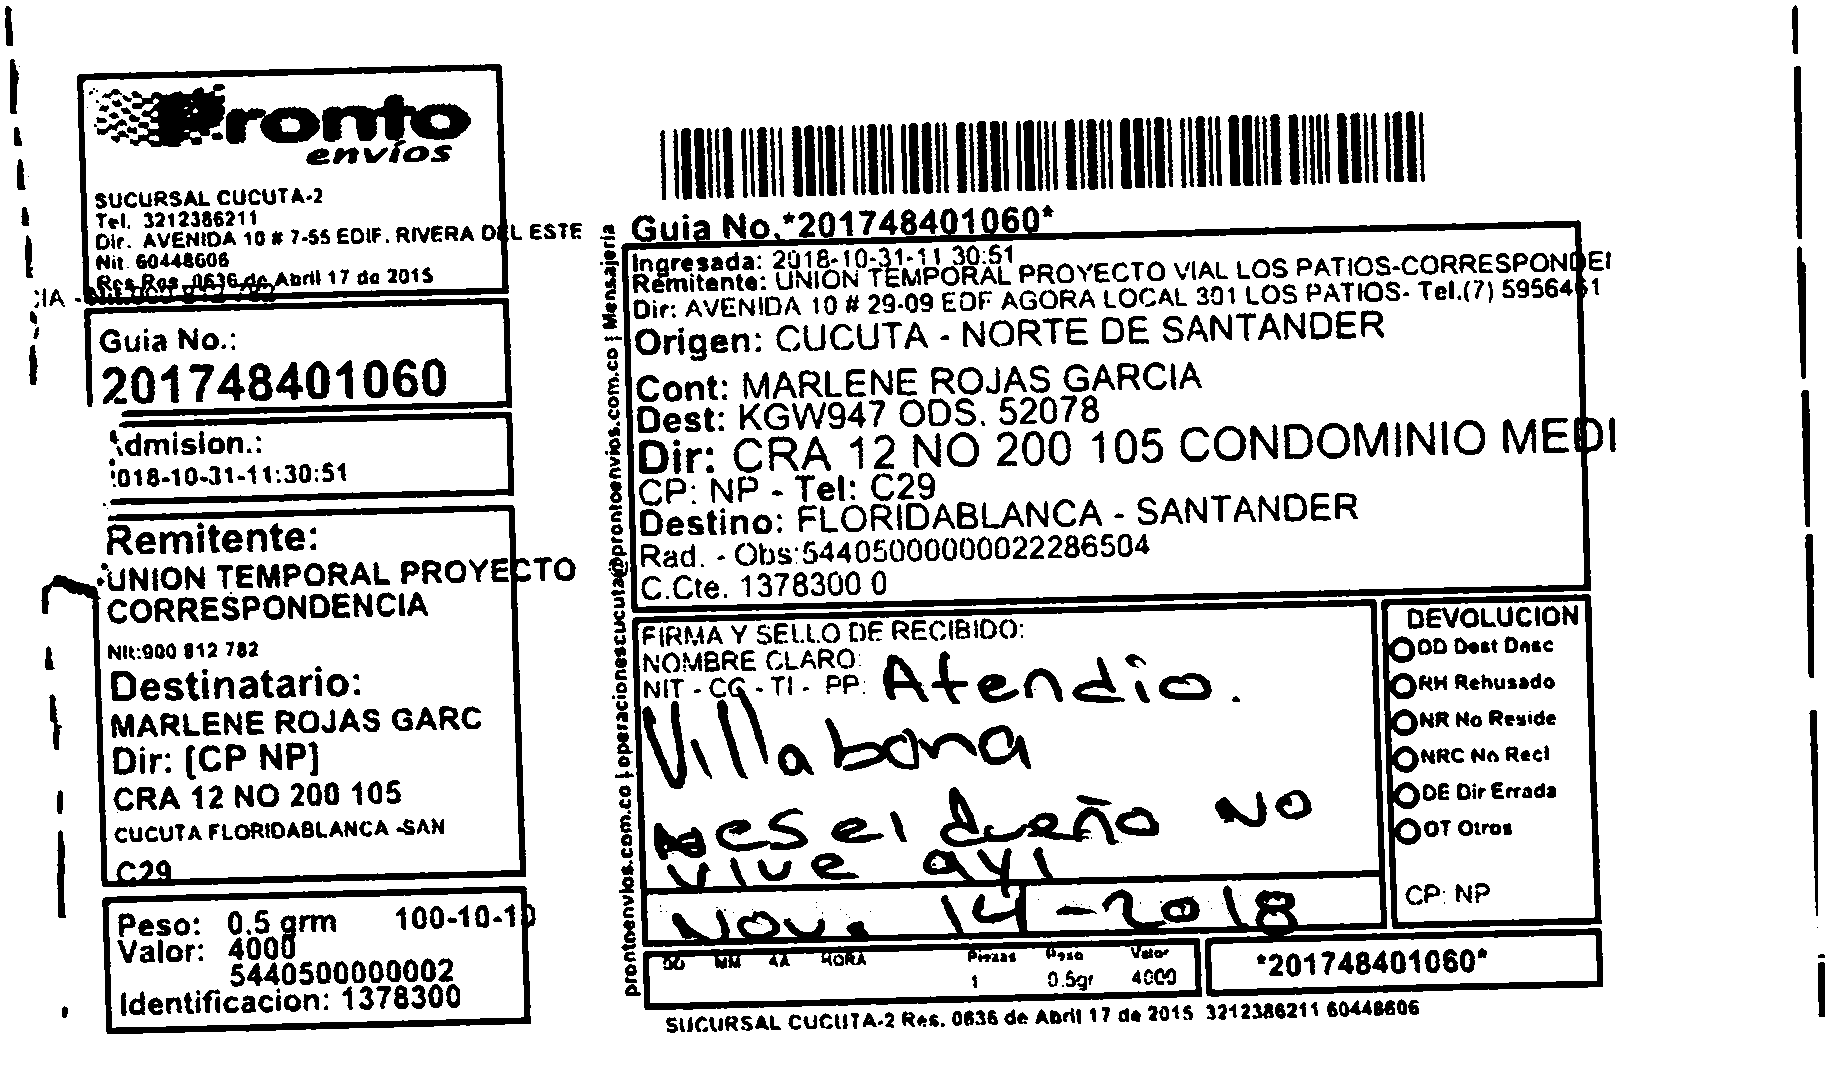 Pronto
envíos
SUCURSAL CUCUTA-2
Tel. 3212386211
Dir. AVENIDA 10 # 7-55 EDIF. RIVERA DEL ESTE
Nit. 60448606
Res Res. 0636 de Abril 17 de 2015
Guia No.:
201748401060
Admision.:
2018-10-31-11:30:51
Remitente:
UNION TEMPORAL PROYECTO
CORRESPONDENCIA
Nit:900 812 782
Destinatario:
MARLENE ROJAS GARC
Dir: [CP NP]
CRA 12 NO 200 105
CUCUTA FLORIDABLANCA -SAN
C29
Peso: 0.5 grm 100-10-10
Valor: 4000
5440500000002
Identificacion: 1378300
prontoenvios.com.co | operacionescucuta@prontoenvios.com.co | Mensajeria
Guia No.*201748401060*
Ingresada: 2018-10-31-11 30:51
Remitente: UNION TEMPORAL PROYECTO VIAL LOS PATIOS-CORRESPONDEI
Dir: AVENIDA 10 # 29-09 EDF AGORA LOCAL 301 LOS PATIOS- Tel.(7) 5956461
Origen: CUCUTA - NORTE DE SANTANDER
Cont: MARLENE ROJAS GARCIA
Dest: KGW947 ODS. 52078
Dir: CRA 12 NO 200 105 CONDOMINIO MEDI
CP: NP - Tel: C29
Destino: FLORIDABLANCA - SANTANDER
Rad. - Obs:54405000000022286504
C.Cte. 1378300 0
FIRMA Y SELLO DE RECIBIDO:
NOMBRE CLARO:
NIT - CC - TI - PP: Atendio.
Villabona
es el dueño NO
vive ayi
Nov. 14-2018
DD MM AA HORA Piezas Peso Valor
1 0.5gr 4000
DEVOLUCION
DD Dest Desc
RH Rehusado
NR No Reside
NRC No Recl
DE Dir Errada
OT Otros
CP: NP
*201748401060*
SUCURSAL CUCUTA-2 Res. 0636 de Abril 17 de 2015 3212386211 60448606